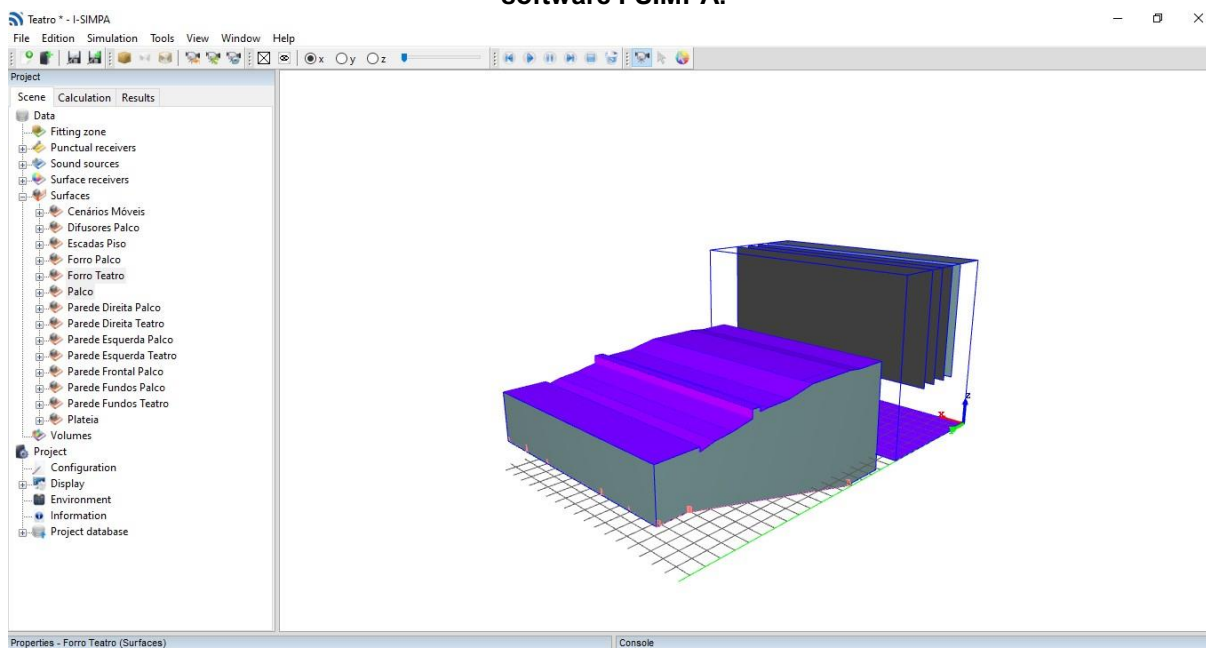 software I-SIMPA.
Teatro * - I-SIMPA
File Edition Simulation Tools View Window Help
x y z
Project
Scene Calculation Results
Data
Fitting zone
Punctual receivers
Sound sources
Surface receivers
Surfaces
Cenários Móveis
Difusores Palco
Escadas Piso
Forro Palco
Forro Teatro
Palco
Parede Direita Palco
Parede Direita Teatro
Parede Esquerda Palco
Parede Esquerda Teatro
Parede Frontal Palco
Parede Fundos Palco
Parede Fundos Teatro
Plateia
Volumes
Project
Configuration
Display
Environment
Information
Project database
x
z
Properties - Forro Teatro (Surfaces)
Console